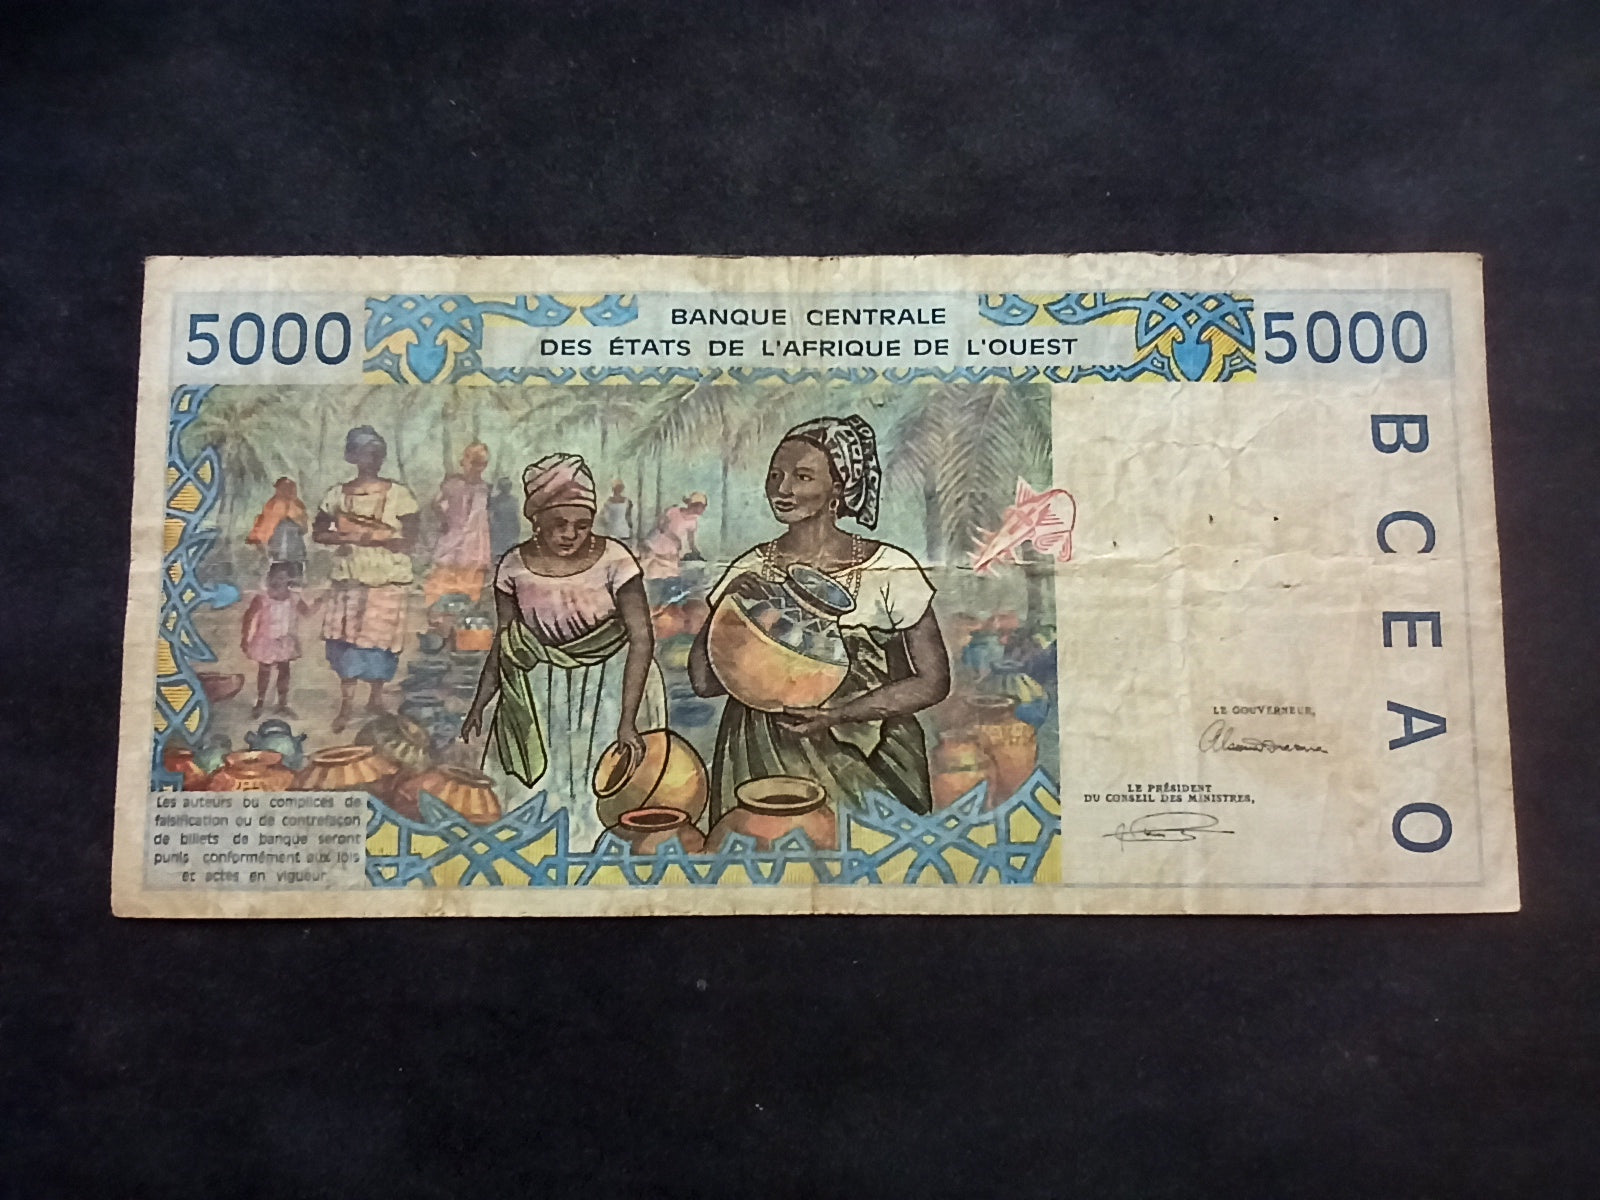 5000
BANQUE CENTRALE
DES ÉTATS DE L'AFRIQUE DE L'OUEST
5000
BCEAO
LE GOUVERNEUR,
LE PRÉSIDENT
DU CONSEIL DES MINISTRES,
Les auteurs ou complices de
falsification ou de contrefaçon
de billets de banque seront
punis conformément aux lois
et actes en vigueur.